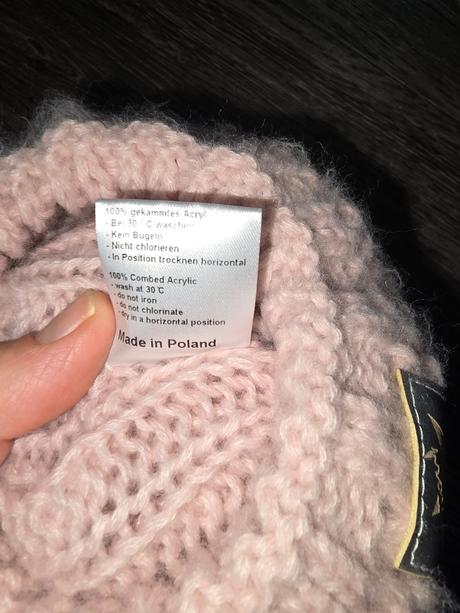 100% gekammtes Acryl
- Bei 30°C waschen
- Kein Bügeln
- Nicht chlorieren
- In Position trocknen horizontal
100% Combed Acrylic
- wash at 30°C
- do not iron
- do not chlorinate
- dry in a horizontal position
Made in Poland